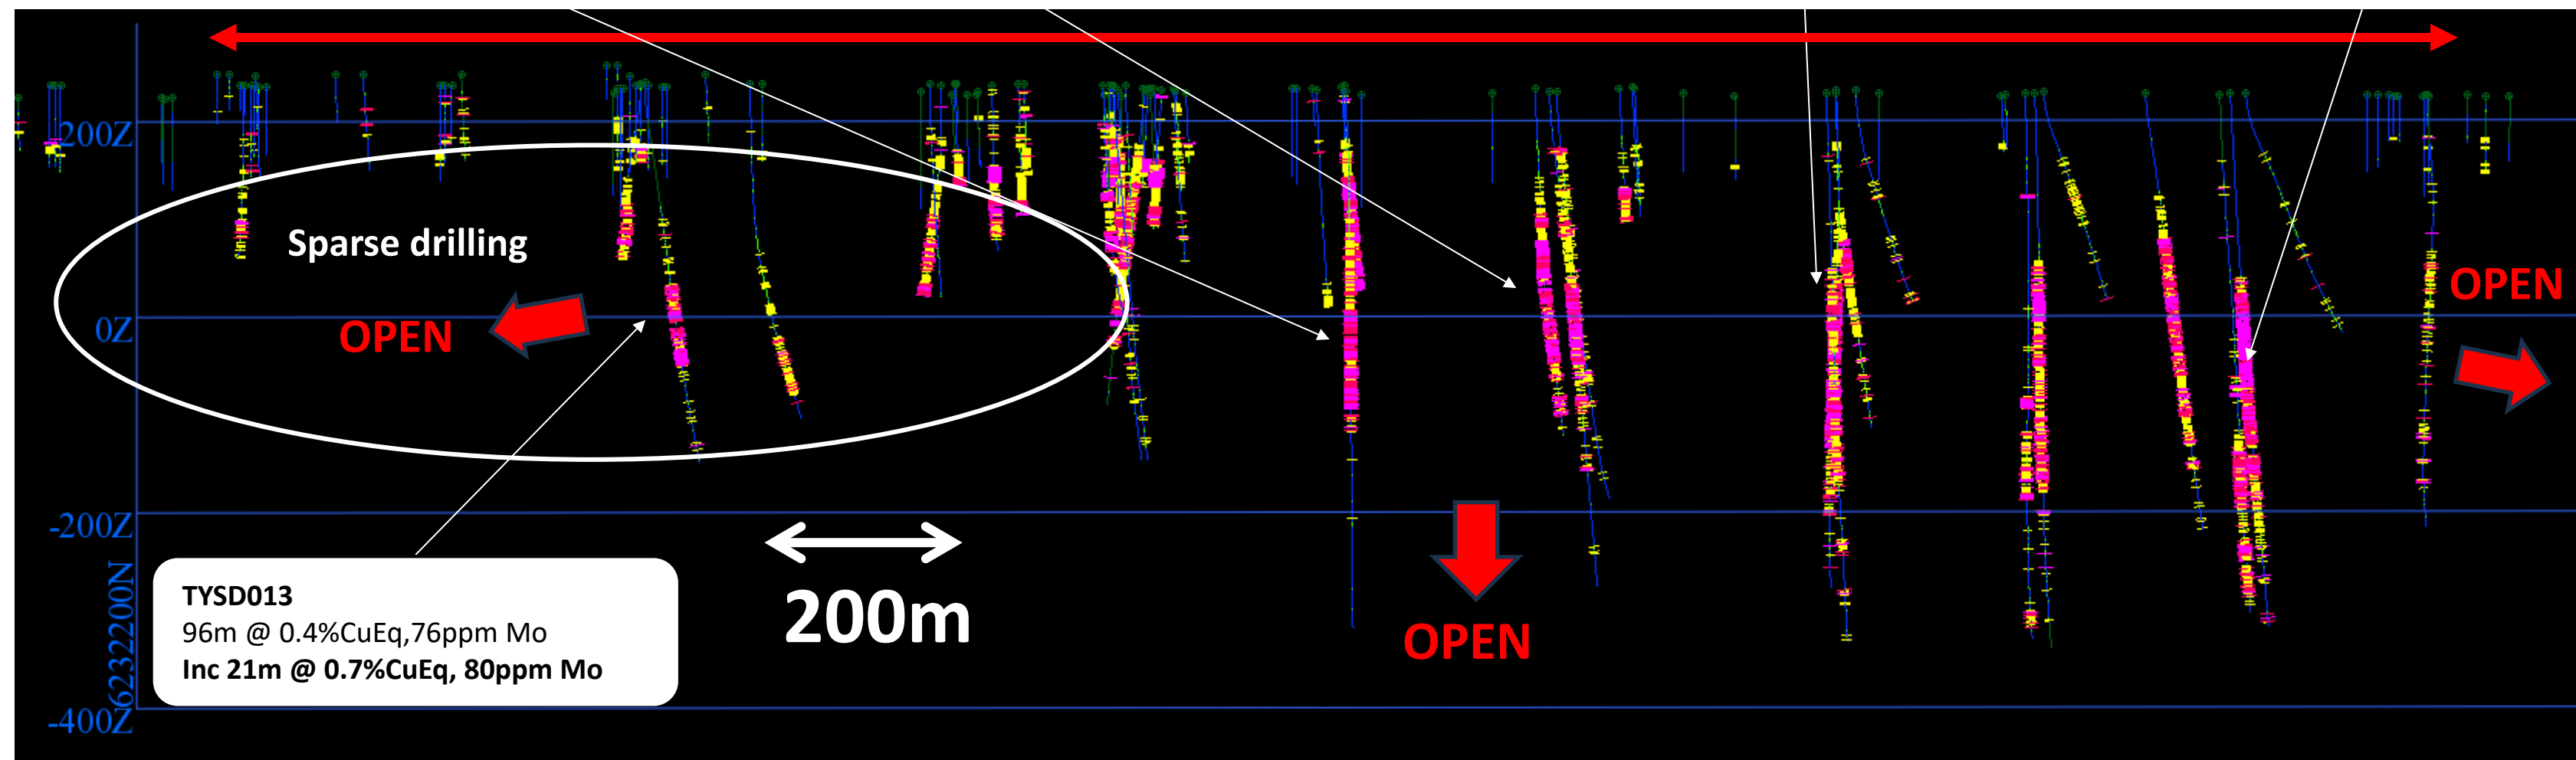 200Z
Sparse drilling
OPEN
OPEN
0Z
-200Z
200m
OPEN
TYSD013
96m @ 0.4%CuEq,76ppm Mo
Inc 21m @ 0.7%CuEq, 80ppm Mo
6232200N
-400Z